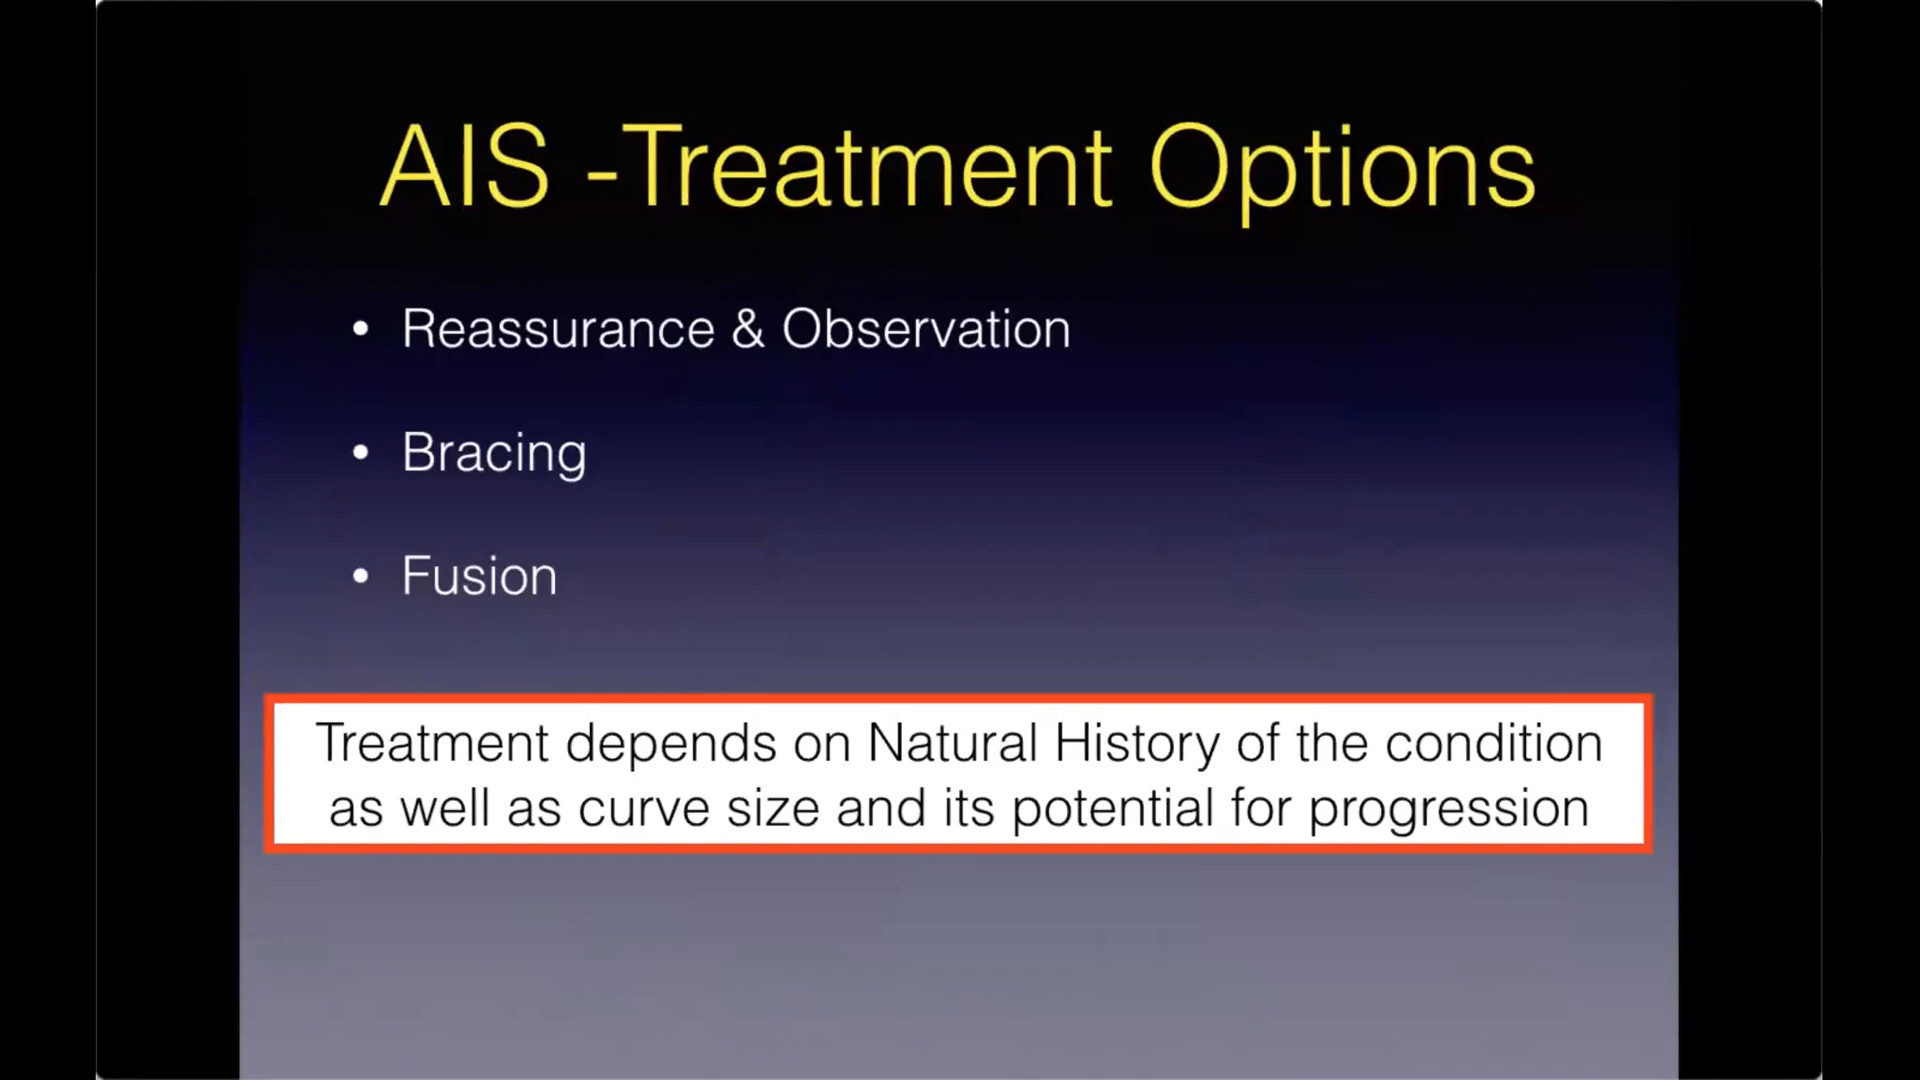 AIS -Treatment Options
• Reassurance & Observation
• Bracing
• Fusion
Treatment depends on Natural History of the condition
as well as curve size and its potential for progression